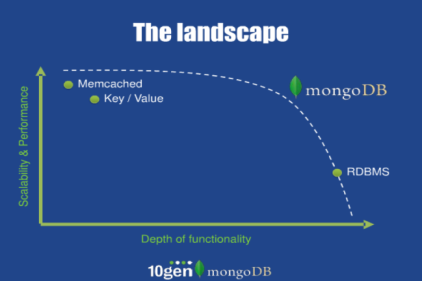 The landscape
Scalability & Performance
Memcached
Key / Value
mongoDB
RDBMS
Depth of functionality
10gen mongoDB